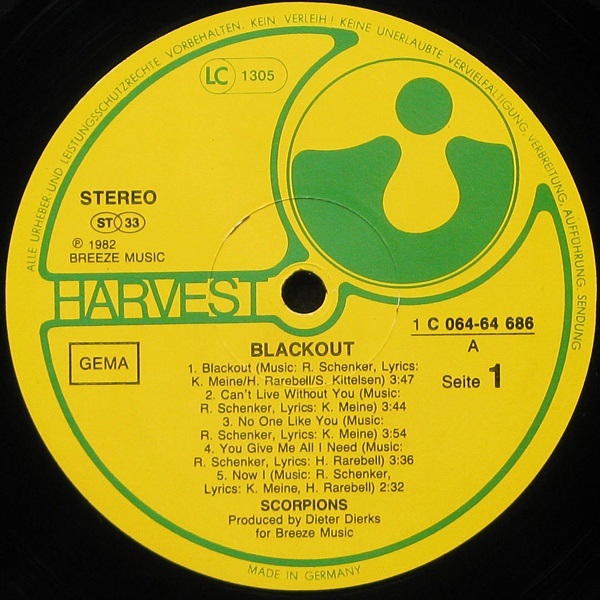 ALLE URHEBER- UND LEISTUNGSSCHUTZRECHTE VORBEHALTEN. KEIN VERLEIH! KEINE UNERLAUBTE VERVIELFÄLTIGUNG, VERBREITUNG, AUFFÜHRUNG, SENDUNG
LC 1305
STEREO
ST 33
℗ 1982
BREEZE MUSIC
HARVEST
GEMA
1 C 064-64 686
A
Seite 1
BLACKOUT
1. Blackout (Music: R. Schenker, Lyrics:
K. Meine/H. Rarebell/S. Kittelsen) 3:47
2. Can't Live Without You (Music:
R. Schenker, Lyrics: K. Meine) 3:44
3. No One Like You (Music:
R. Schenker, Lyrics: K. Meine) 3:54
4. You Give Me All I Need (Music:
R. Schenker, Lyrics: H. Rarebell) 3:36
5. Now I (Music: R. Schenker,
Lyrics: K. Meine, H. Rarebell) 2:32
SCORPIONS
Produced by Dieter Dierks
for Breeze Music
MADE IN GERMANY